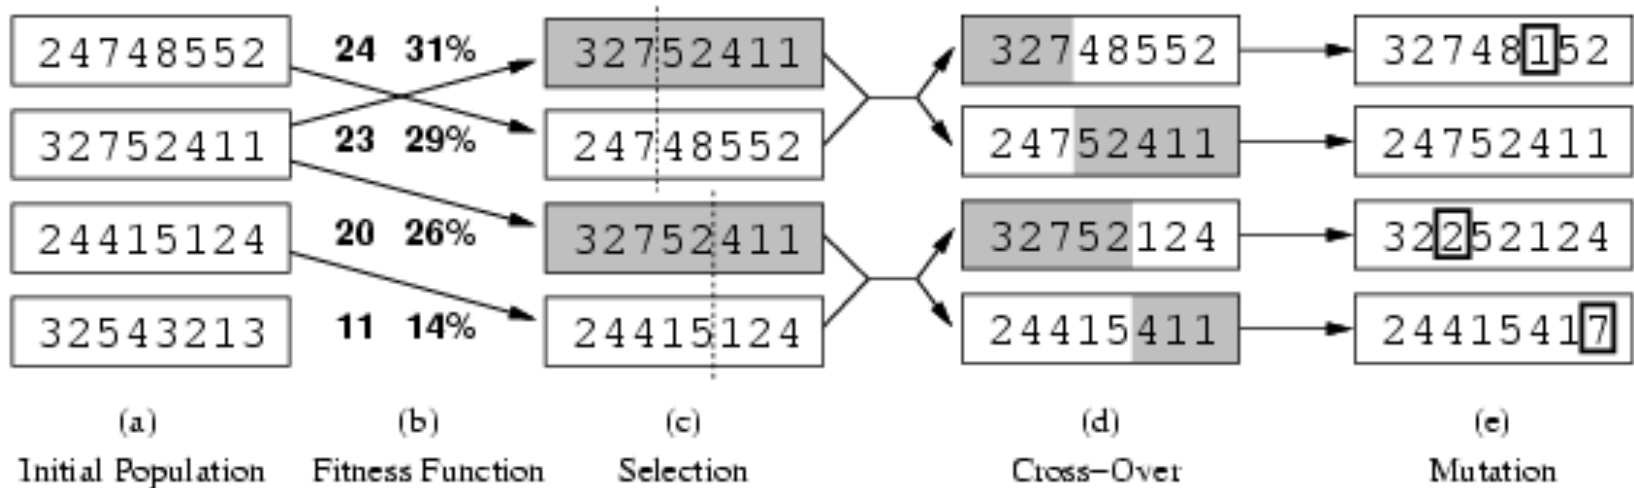 24748552 24 31% 32752411 32748552 32748152
32752411 23 29% 24748552 24752411 24752411
24415124 20 26% 32752411 32752124 32252124
32543213 11 14% 24415124 24415411 24415417
(a) (b) (c) (d) (e)
Initial Population Fitness Function Selection Cross–Over Mutation